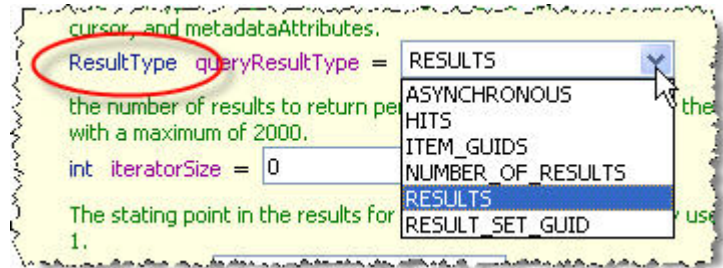 cursor, and metadataAttributes.
ResultType queryResultType = RESULTS
ASYNCHRONOUS
HITS
ITEM_GUIDS
NUMBER_OF_RESULTS
RESULTS
RESULT_SET_GUID
the number of results to return the
with a maximum of 2000.
int iteratorSize = 0
The stating point in the results for
1.